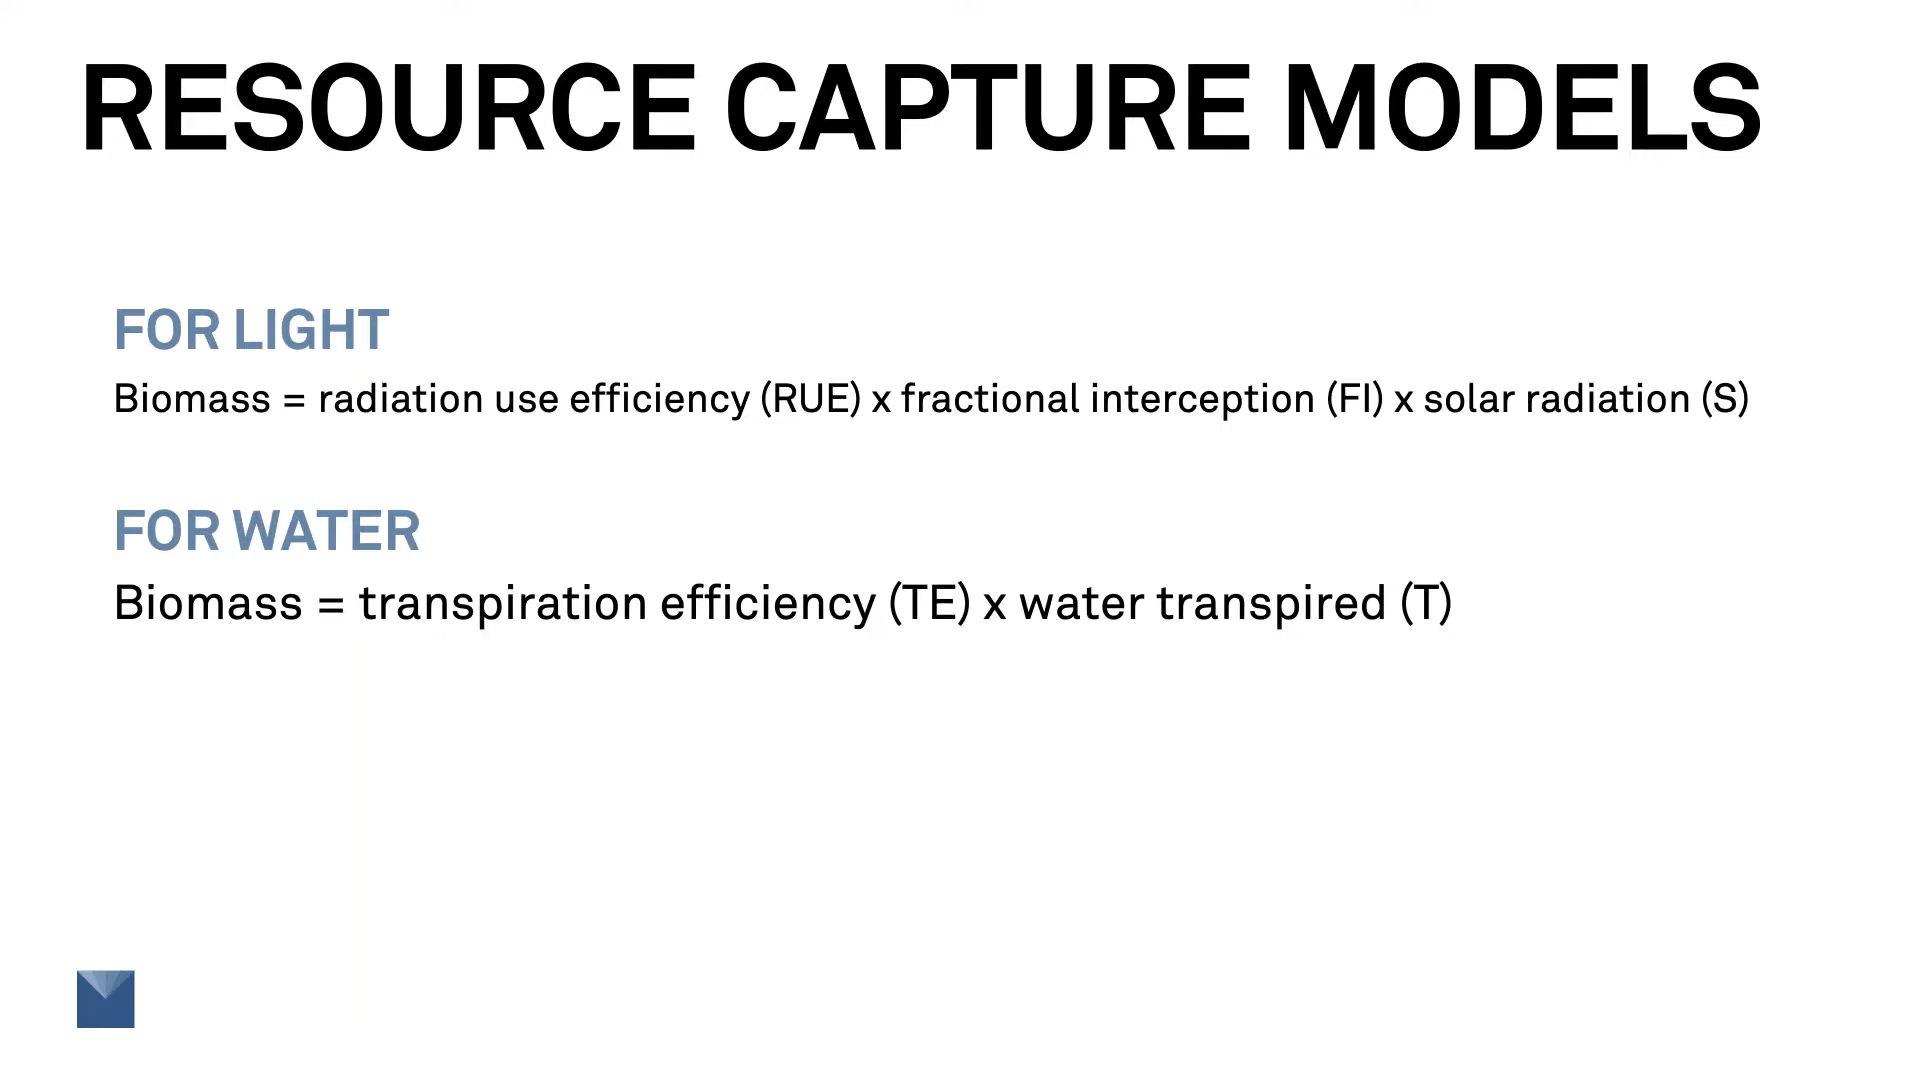 RESOURCE CAPTURE MODELS
FOR LIGHT
Biomass = radiation use efficiency (RUE) x fractional interception (FI) x solar radiation (S)
FOR WATER
Biomass = transpiration efficiency (TE) x water transpired (T)